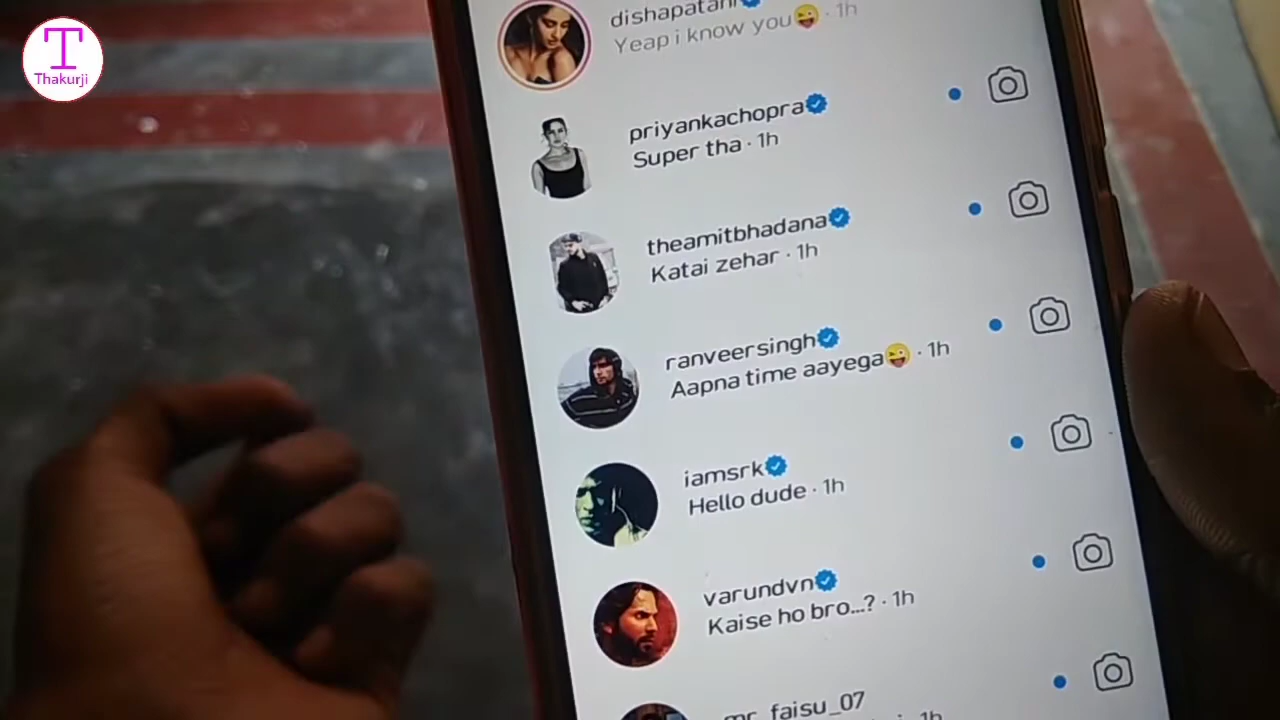 T
Thakurji
dishapatani
Yeap i know you😜 · 1h
priyankachopra
Super tha · 1h
theamitbhadana
Katai zehar · 1h
ranveersingh
Aapna time aayega😜 · 1h
iamsrk
Hello dude · 1h
varundvn
Kaise ho bro...? · 1h
mr_faisu_07
1h